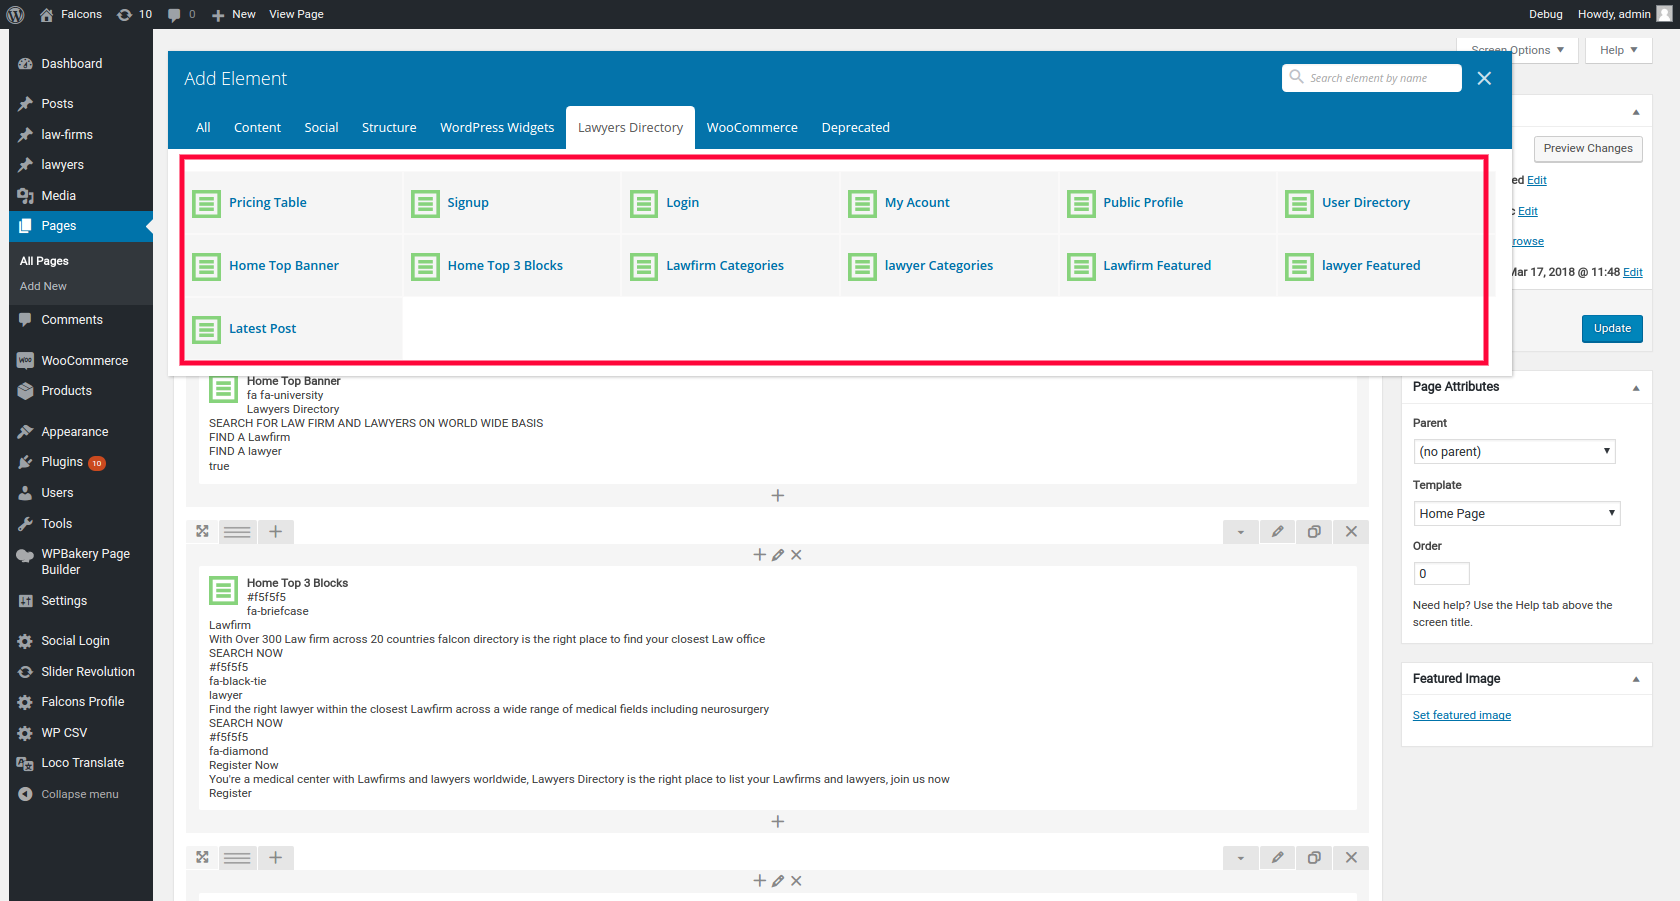 Falcons 10 0 New View Page Debug Howdy, admin
Dashboard
Posts
law-firms
lawyers
Media
Pages
All Pages
Add New
Comments
WooCommerce
Products
Appearance
Plugins 10
Users
Tools
WPBakery Page
Builder
Settings
Social Login
Slider Revolution
Falcons Profile
WP CSV
Loco Translate
Collapse menu
Screen Options Help
Add Element Search element by name
All Content Social Structure WordPress Widgets Lawyers Directory WooCommerce Deprecated
Pricing Table Signup Login My Acount Public Profile User Directory
Home Top Banner Home Top 3 Blocks Lawfirm Categories lawyer Categories Lawfirm Featured lawyer Featured
Latest Post
Home Top Banner
fa fa-university
Lawyers Directory
SEARCH FOR LAW FIRM AND LAWYERS ON WORLD WIDE BASIS
FIND A Lawfirm
FIND A lawyer
true
Home Top 3 Blocks
#f5f5f5
fa-briefcase
Lawfirm
With Over 300 Law firm across 20 countries falcon directory is the right place to find your closest Law office
SEARCH NOW
#f5f5f5
fa-black-tie
lawyer
Find the right lawyer within the closest Lawfirm across a wide range of medical fields including neurosurgery
SEARCH NOW
#f5f5f5
fa-diamond
Register Now
You're a medical center with Lawfirms and lawyers worldwide, Lawyers Directory is the right place to list your Lawfirms and lawyers, join us now
Register
Preview Changes
ed Edit
Edit
rowse
Mar 17, 2018 @ 11:48 Edit
Update
Page Attributes
Parent
(no parent)
Template
Home Page
Order
0
Need help? Use the Help tab above the
screen title.
Featured Image
Set featured image